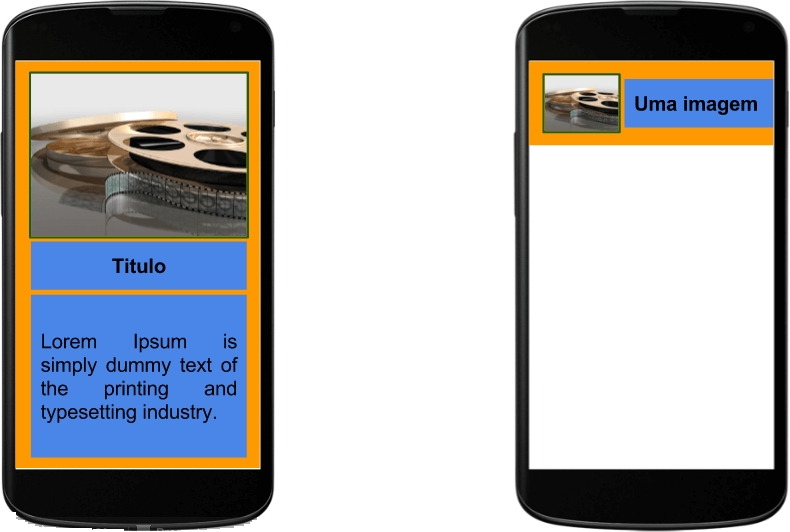 Titulo
Lorem Ipsum is
simply dummy text of
the printing and
typesetting industry.
Uma imagem